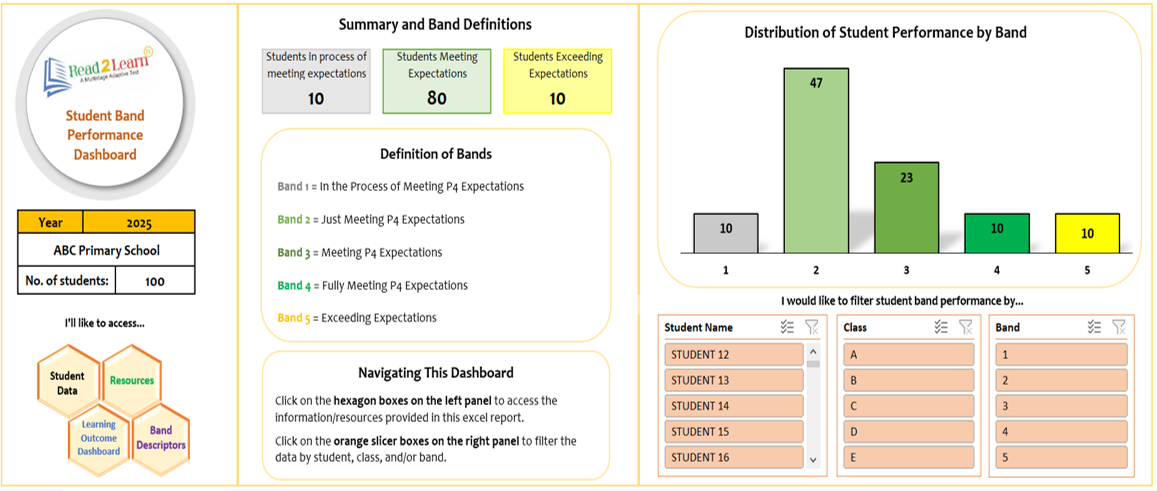 Read2Learn®
A Multistage Adaptive Test
Student Band
Performance
Dashboard
Year 2025
ABC Primary School
No. of students: 100
I'll like to access...
Student
Data
Resources
Learning
Outcome
Dashboard
Band
Descriptors
Summary and Band Definitions
Students in process of
meeting expectations
10
Students Meeting
Expectations
80
Students Exceeding
Expectations
10
Definition of Bands
Band 1 = In the Process of Meeting P4 Expectations
Band 2 = Just Meeting P4 Expectations
Band 3 = Meeting P4 Expectations
Band 4 = Fully Meeting P4 Expectations
Band 5 = Exceeding Expectations
Navigating This Dashboard
Click on the hexagon boxes on the left panel to access the
information/resources provided in this excel report.
Click on the orange slicer boxes on the right panel to filter the
data by student, class, and/or band.
Distribution of Student Performance by Band
10 47 23 10 10
1 2 3 4 5
I would like to filter student band performance by...
Student Name
STUDENT 12
STUDENT 13
STUDENT 14
STUDENT 15
STUDENT 16
Class
A
B
C
D
E
Band
1
2
3
4
5